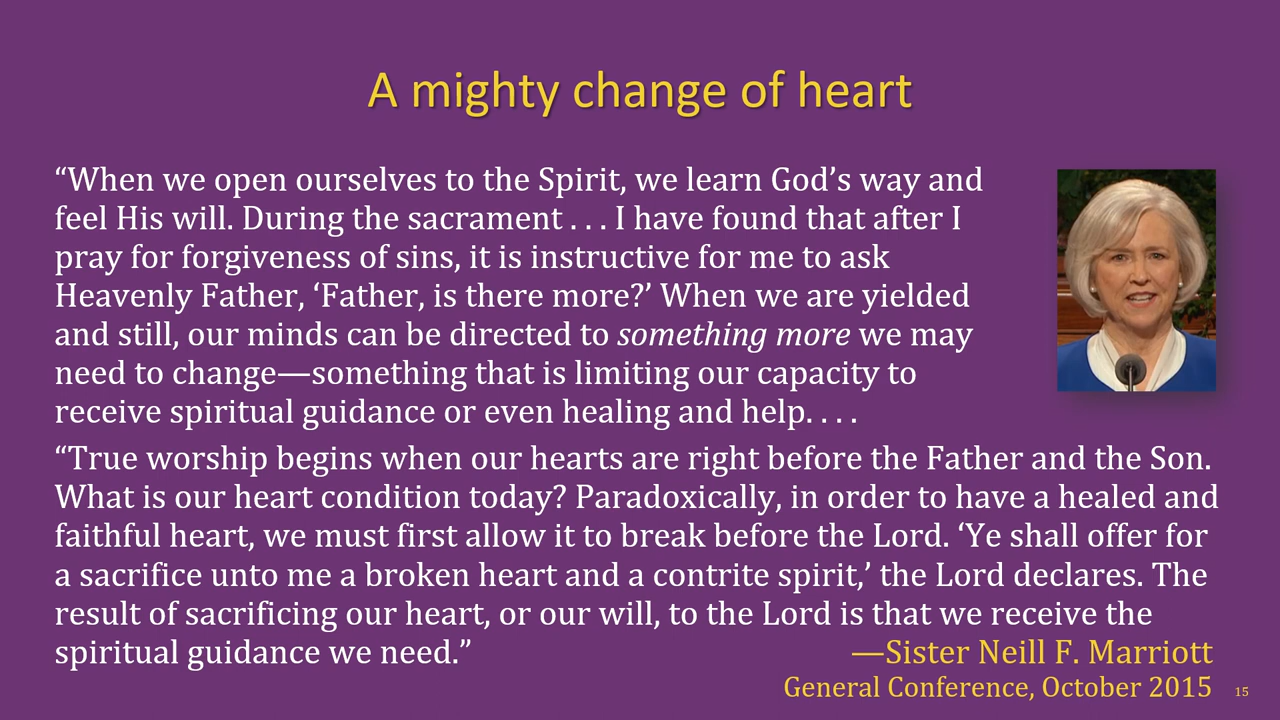 A mighty change of heart
“When we open ourselves to the Spirit, we learn God’s way and
feel His will. During the sacrament . . . I have found that after I
pray for forgiveness of sins, it is instructive for me to ask
Heavenly Father, ‘Father, is there more?’ When we are yielded
and still, our minds can be directed to something more we may
need to change—something that is limiting our capacity to
receive spiritual guidance or even healing and help. . . .
“True worship begins when our hearts are right before the Father and the Son.
What is our heart condition today? Paradoxically, in order to have a healed and
faithful heart, we must first allow it to break before the Lord. ‘Ye shall offer for
a sacrifice unto me a broken heart and a contrite spirit,’ the Lord declares. The
result of sacrificing our heart, or our will, to the Lord is that we receive the
spiritual guidance we need.”
—Sister Neill F. Marriott
General Conference, October 2015
15